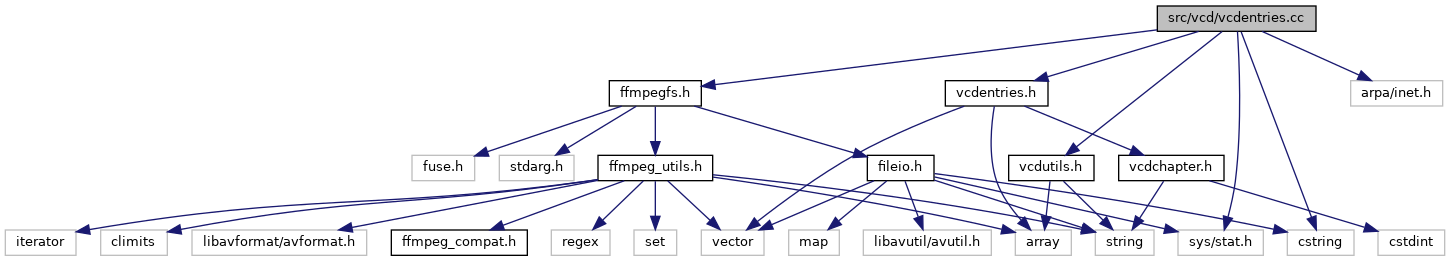 src/vcd/vcdentries.cc
ffmpegfs.h
vcdentries.h
arpa/inet.h
fuse.h
stdarg.h
ffmpeg_utils.h
fileio.h
vcdutils.h
vcdchapter.h
iterator
climits
libavformat/avformat.h
ffmpeg_compat.h
regex
set
vector
map
libavutil/avutil.h
array
string
sys/stat.h
cstring
cstdint